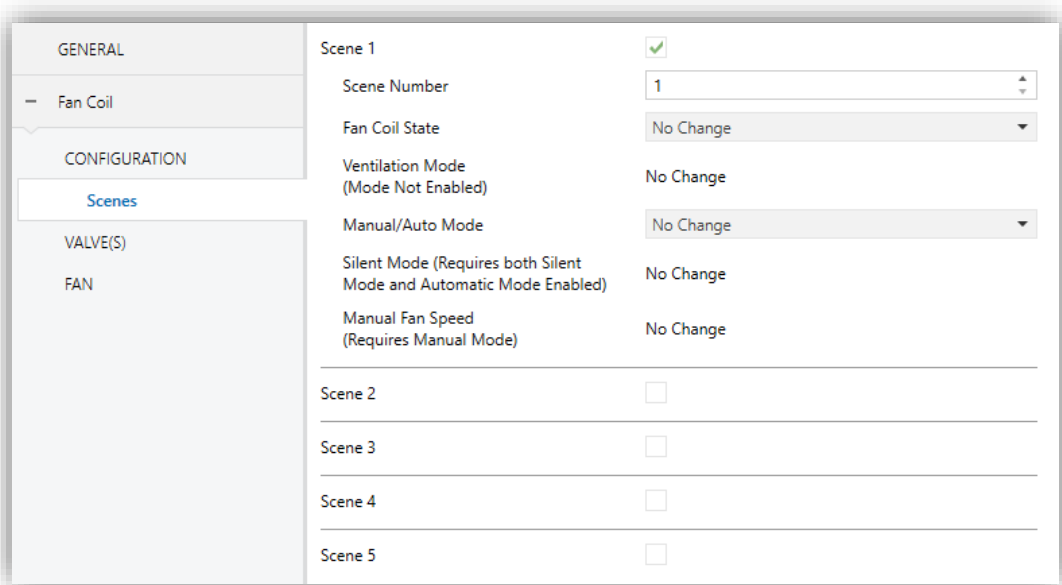 GENERAL
− Fan Coil
CONFIGURATION
Scenes
VALVE(S)
FAN
Scene 1
Scene Number 1
Fan Coil State No Change
Ventilation Mode
(Mode Not Enabled) No Change
Manual/Auto Mode No Change
Silent Mode (Requires both Silent
Mode and Automatic Mode Enabled) No Change
Manual Fan Speed
(Requires Manual Mode) No Change
Scene 2
Scene 3
Scene 4
Scene 5